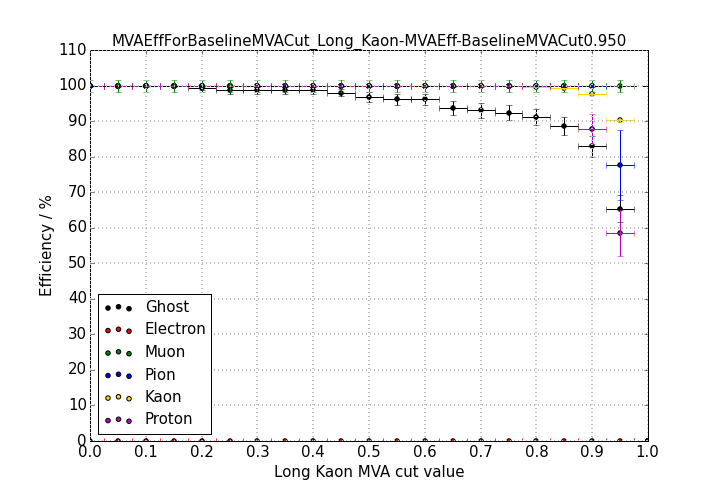 MVAEffForBaselineMVACut_Long_Kaon-MVAEff-BaselineMVACut0.950
110
100
90
80
70
60
50
40
30
20
10
0
Efficiency / %
Ghost
Electron
Muon
Pion
Kaon
Proton
0.0 0.1 0.2 0.3 0.4 0.5 0.6 0.7 0.8 0.9 1.0
Long Kaon MVA cut value